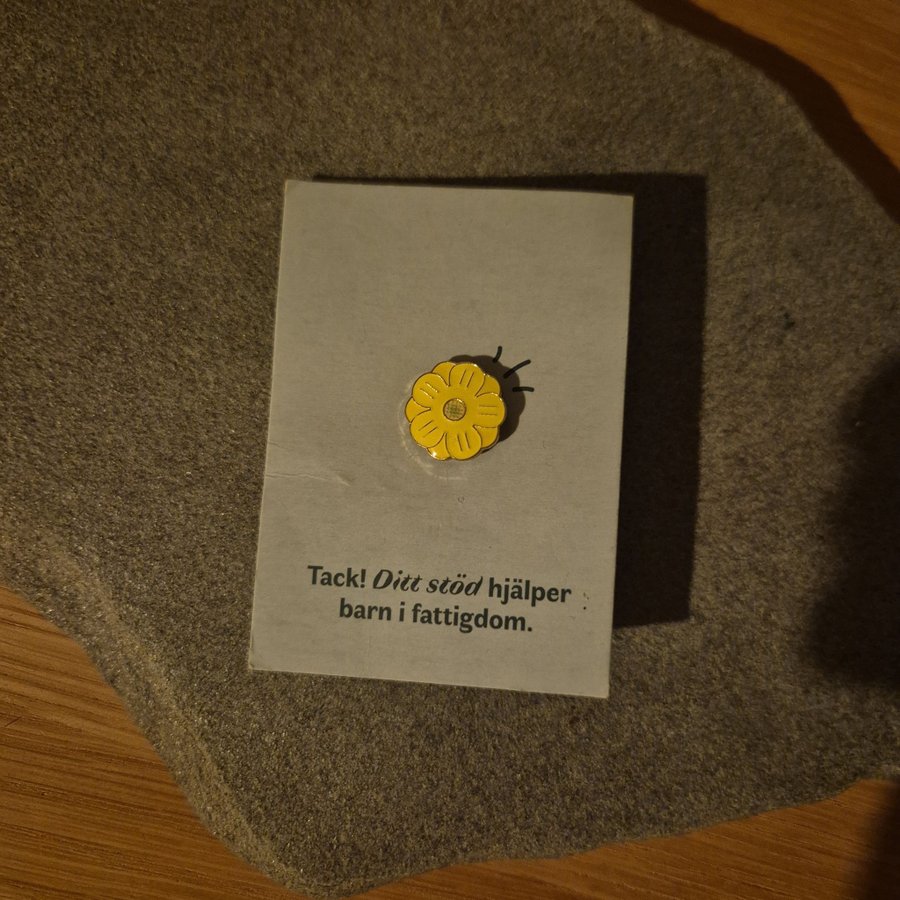 Tack! Ditt stöd hjälper
barn i fattigdom.